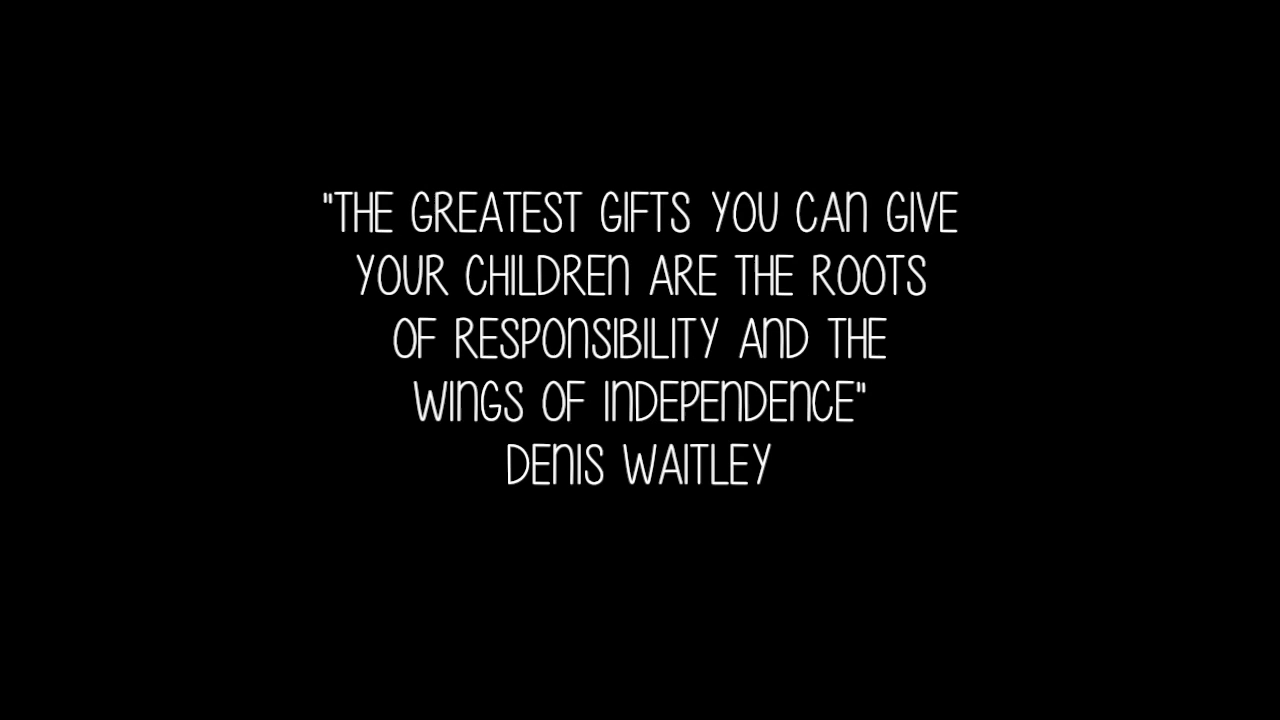 "THE GREATEST GIFTS YOU CAN GIVE
YOUR CHILDREN ARE THE ROOTS
OF RESPONSIBILITY AND THE
WINGS OF INDEPENDENCE"
DENIS WAITLEY